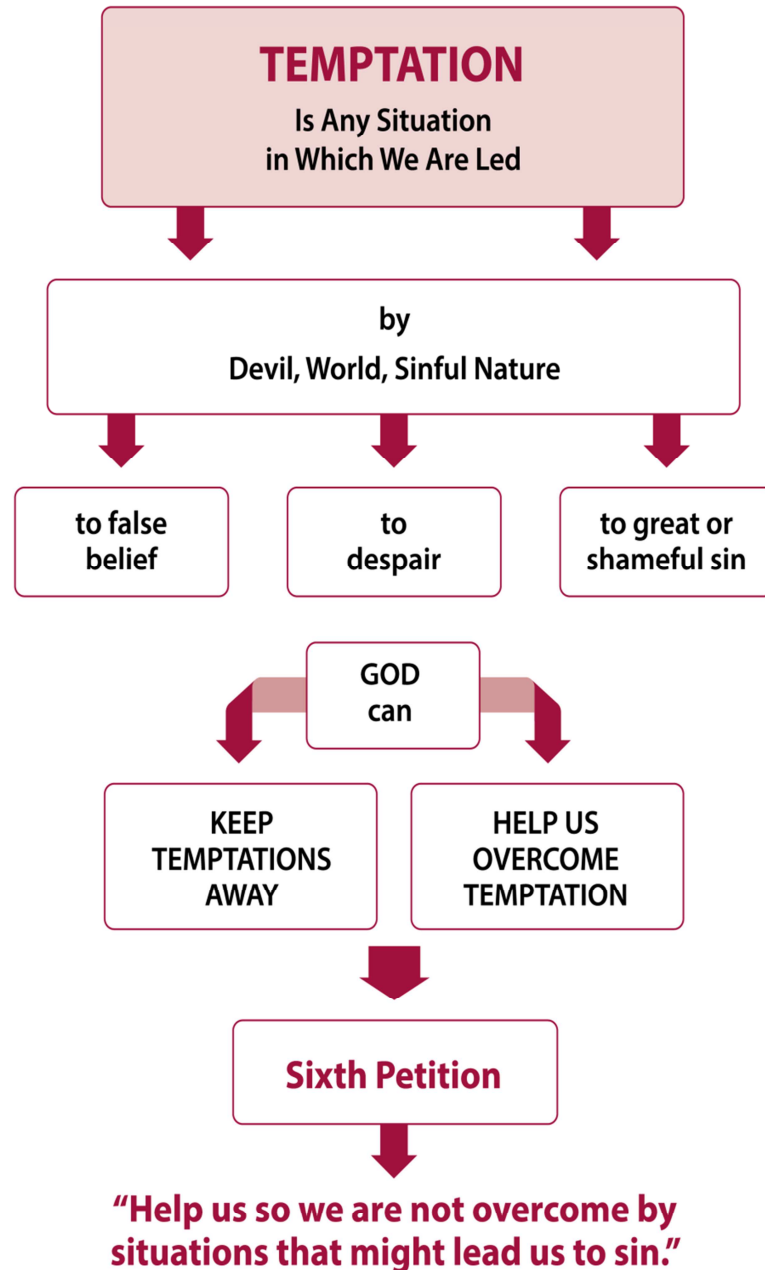 TEMPTATION
Is Any Situation
in Which We Are Led
by
Devil, World, Sinful Nature
to false
belief
to
despair
to great or
shameful sin
GOD
can
KEEP
TEMPTATIONS
AWAY
HELP US
OVERCOME
TEMPTATION
Sixth Petition
“Help us so we are not overcome by
situations that might lead us to sin.”